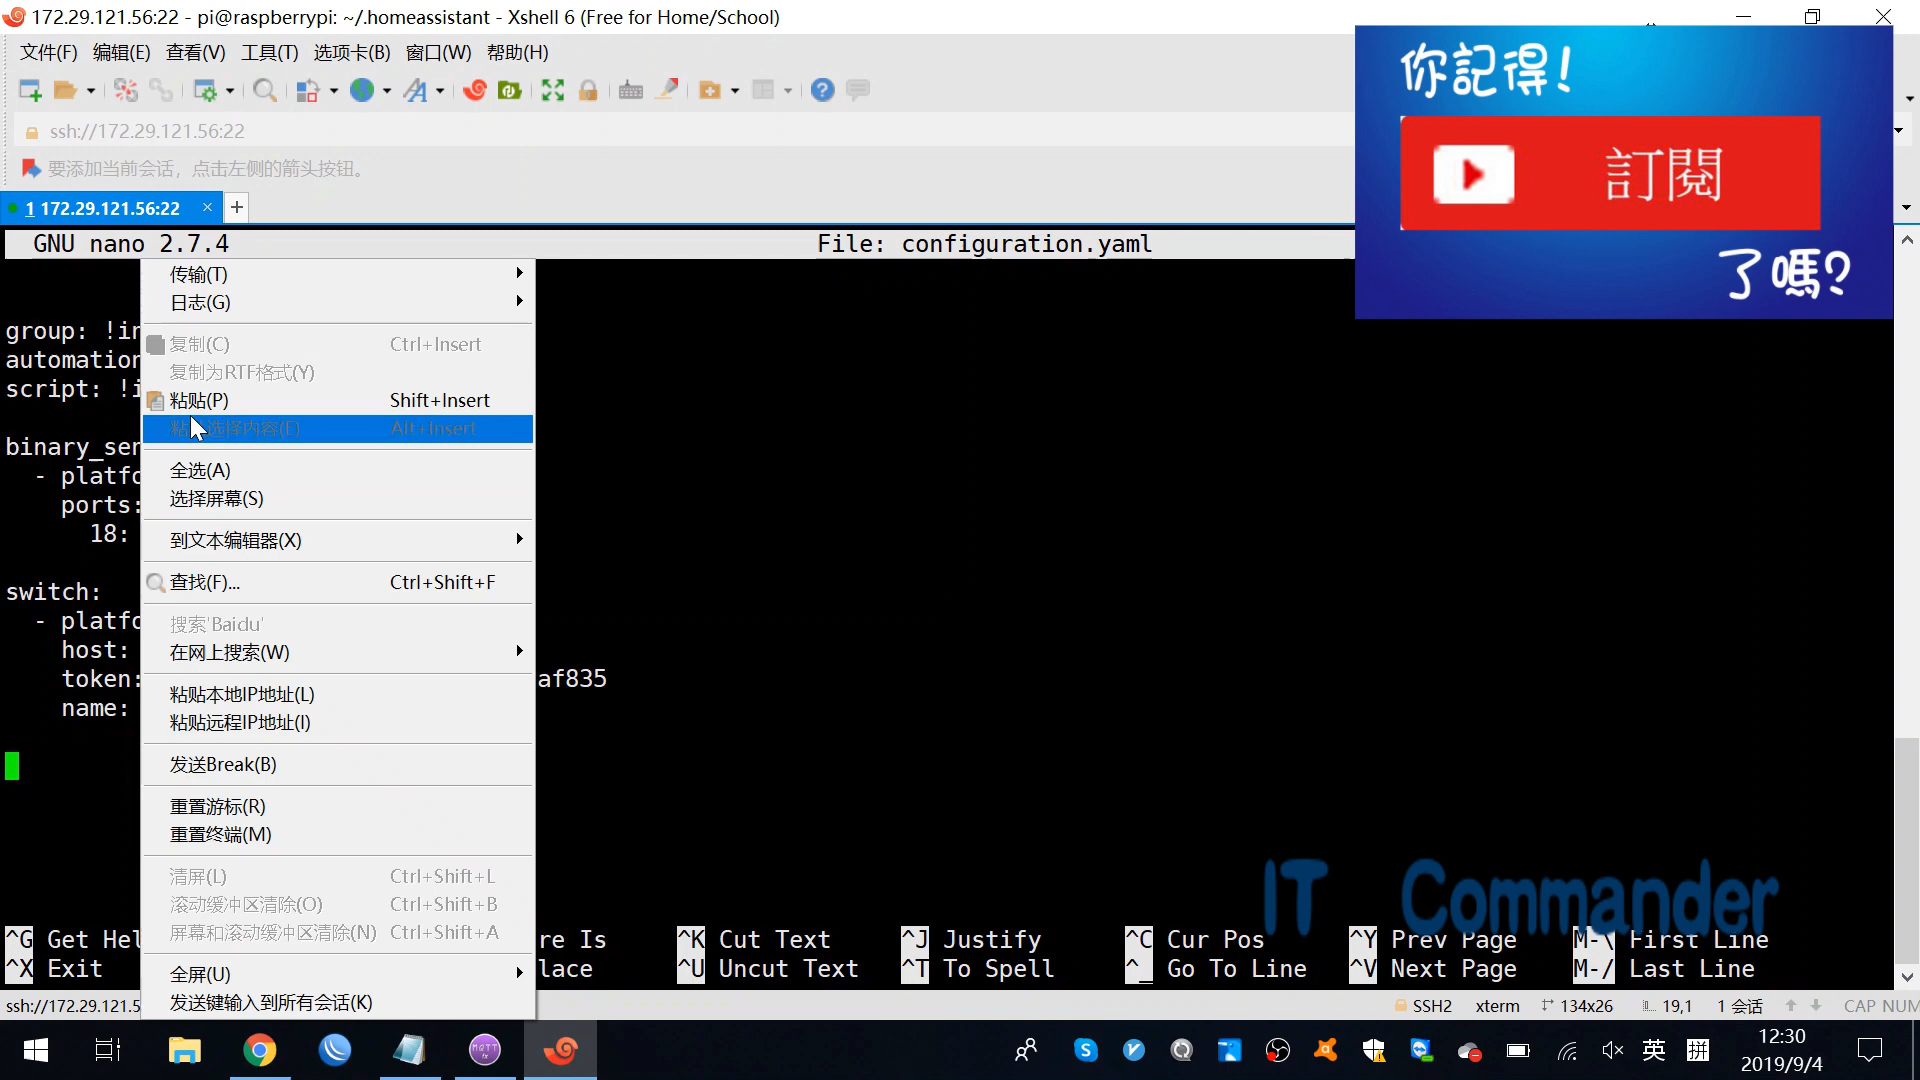 172.29.121.56:22 - pi@raspberrypi: ~/.homeassistant - Xshell 6 (Free for Home/School)
文件(F) 编辑(E) 查看(V) 工具(T) 选项卡(B) 窗口(W) 帮助(H)
ssh://172.29.121.56:22
要添加当前会话，点击左侧的箭头按钮。
1 172.29.121.56:22
你記得!
訂閱
了嗎?
GNU nano 2.7.4 File: configuration.yaml
group: !in
automation
script: !i
binary_sen
- platfo
ports:
18:
switch:
- platfo
host:
token: af835
name:
传输(T)
日志(G)
复制(C) Ctrl+Insert
复制为RTF格式(Y)
粘贴(P) Shift+Insert
粘 选择内容(E) Alt+Insert
全选(A)
选择屏幕(S)
到文本编辑器(X)
查找(F)... Ctrl+Shift+F
搜索'Baidu'
在网上搜索(W)
粘贴本地IP地址(L)
粘贴远程IP地址(I)
发送Break(B)
重置游标(R)
重置终端(M)
清屏(L) Ctrl+Shift+L
滚动缓冲区清除(O) Ctrl+Shift+B
屏幕和滚动缓冲区清除(N) Ctrl+Shift+A
全屏(U)
发送键输入到所有会话(K)
IT Commander
^G Get Hel re Is ^K Cut Text ^J Justify ^C Cur Pos ^Y Prev Page M-\ First Line
^X Exit lace ^U Uncut Text ^T To Spell ^_ Go To Line ^V Next Page M-/ Last Line
ssh://172.29.121.5 SSH2 xterm 134x26 19,1 1 会话 CAP NUM
英 拼 12:30
2019/9/4